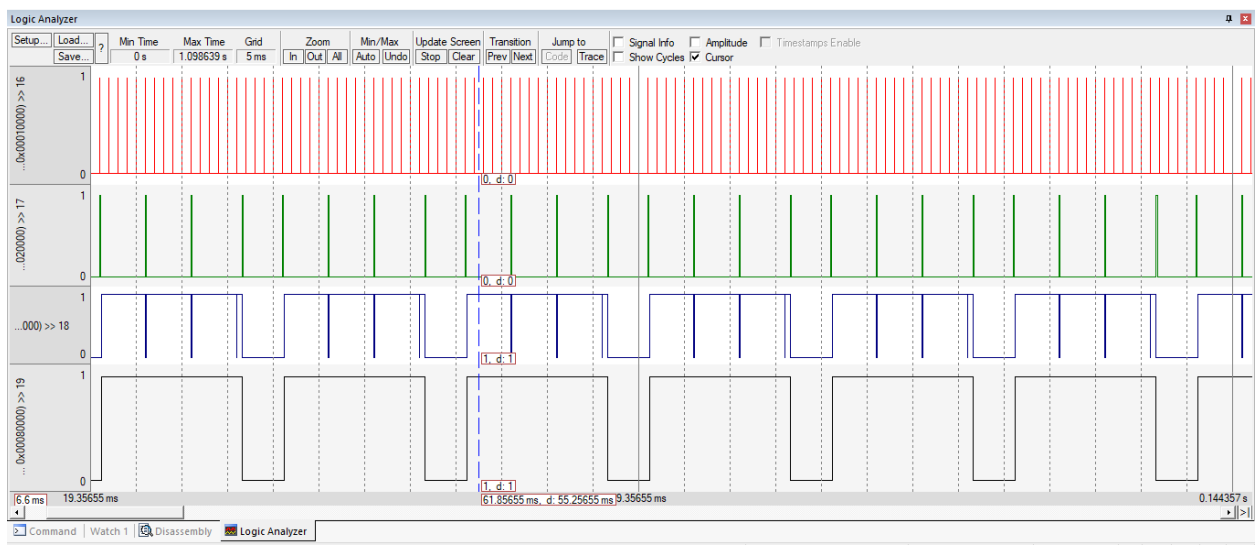 Logic Analyzer
Setup... Load... ? Min Time Max Time Grid Zoom Min/Max Update Screen Transition Jump to Signal Info Amplitude Timestamps Enable
Save... 0 s 1.098639 s 5 ms In Out All Auto Undo Stop Clear Prev Next Code Trace Show Cycles Cursor
...0x00010000) >> 16
1
0
0, d: 0
...020000) >> 17
1
0
0, d: 0
...000) >> 18
1
0
1, d: 1
...0x00080000) >> 19
1
0
1, d: 1
6.6 ms 19.35655 ms 61.85655 ms, d: 55.25655 ms 9.35655 ms 0.144357 s
Command Watch 1 Disassembly Logic Analyzer